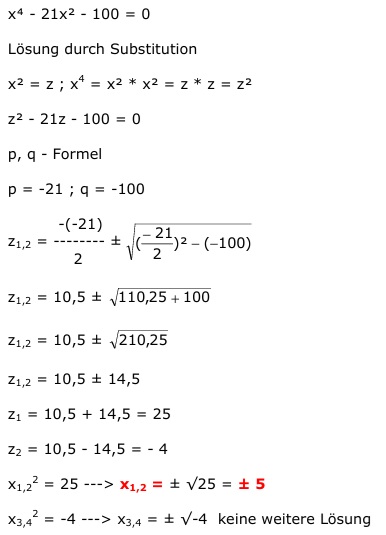 x⁴ - 21x² - 100 = 0
Lösung durch Substitution
x² = z ; x⁴ = x² * x² = z * z = z²
z² - 21z - 100 = 0
p, q - Formel
p = -21 ; q = -100
z₁,₂ = -(-21) / 2 ± √((-21/2)² − (−100))
z₁,₂ = 10,5 ± √(110,25 + 100)
z₁,₂ = 10,5 ± √210,25
z₁,₂ = 10,5 ± 14,5
z₁ = 10,5 + 14,5 = 25
z₂ = 10,5 - 14,5 = - 4
x₁,₂² = 25 ---> x₁,₂ = ± √25 = ± 5
x₃,₄² = -4 ---> x₃,₄ = ± √-4 keine weitere Lösung